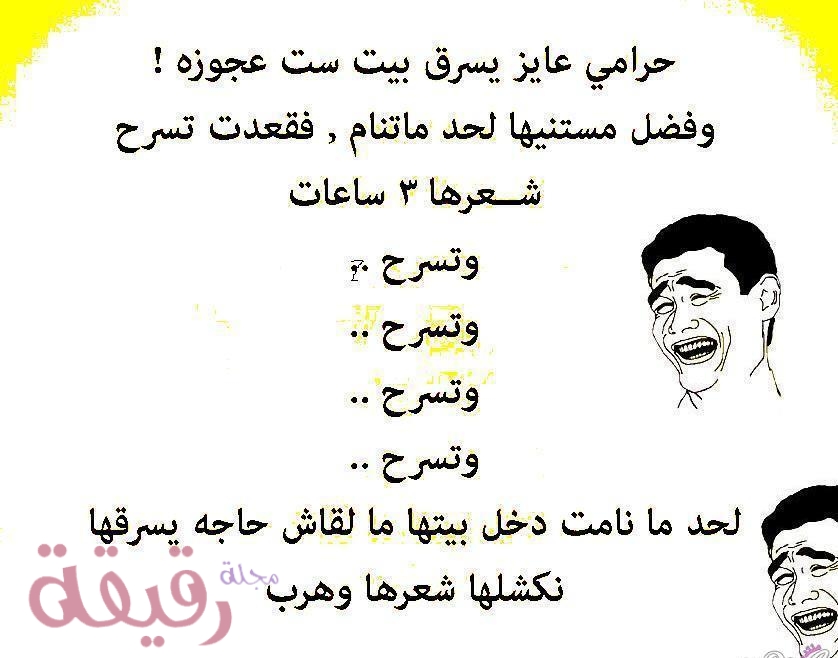 حرامي عايز يسرق بيت ست عجوزه !
وفضل مستنيها لحد ماتنام , فقعدت تسرح
شـــعرها ٣ ساعات
وتسرح ..
وتسرح ..
وتسرح ..
وتسرح ..
لحد ما نامت دخل بيتها ما لقاش حاجه يسرقها
نكشلها شعرها وهرب
مجلة رقيقة